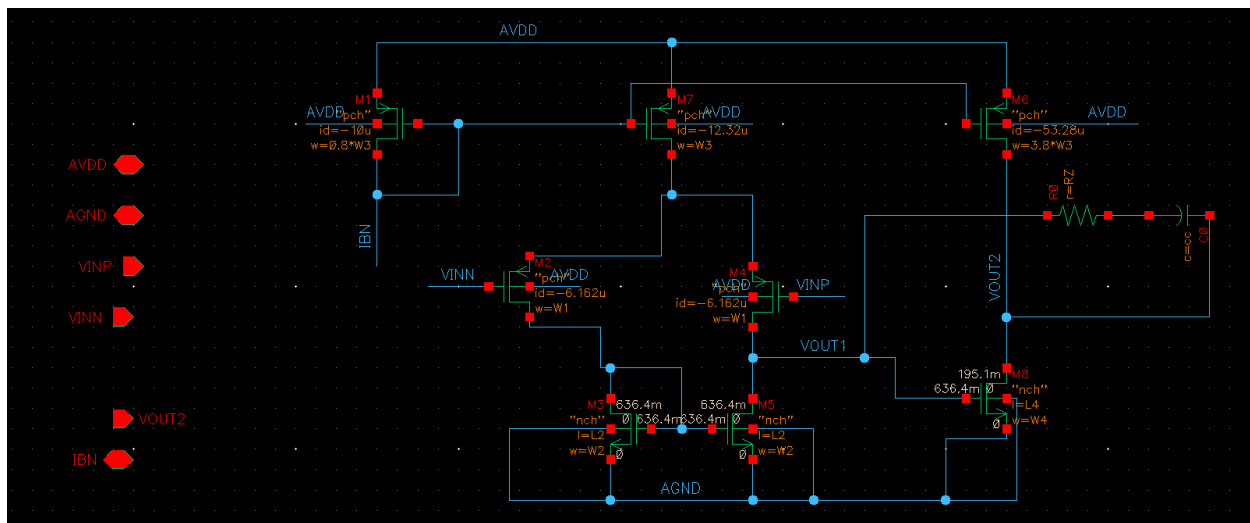 AVDD
M1
AVDD
"pch"
id=-10u
w=0.8*W3
M7
AVDD
"pch"
id=-12.32u
w=W3
M6
AVDD
"pch"
id=-53.28u
w=3.8*W3
AVDD
AGND
VINP
VINN
VOUT2
IBN
IBN
R0
r=RZ
c=cc
C0
VINN
M2
AVDD
"pch"
id=-6.162u
w=W1
M4
AVDD
"pch"
VINP
id=-6.162u
w=W1
VOUT2
VOUT1
M3
636.4m
0
636.4m
"nch"
l=L2
w=W2
0
M5
636.4m
0
636.4m
"nch"
l=L2
w=W2
0
195.1m
M8
636.4m
0
"nch"
l=L4
w=W4
0
AGND